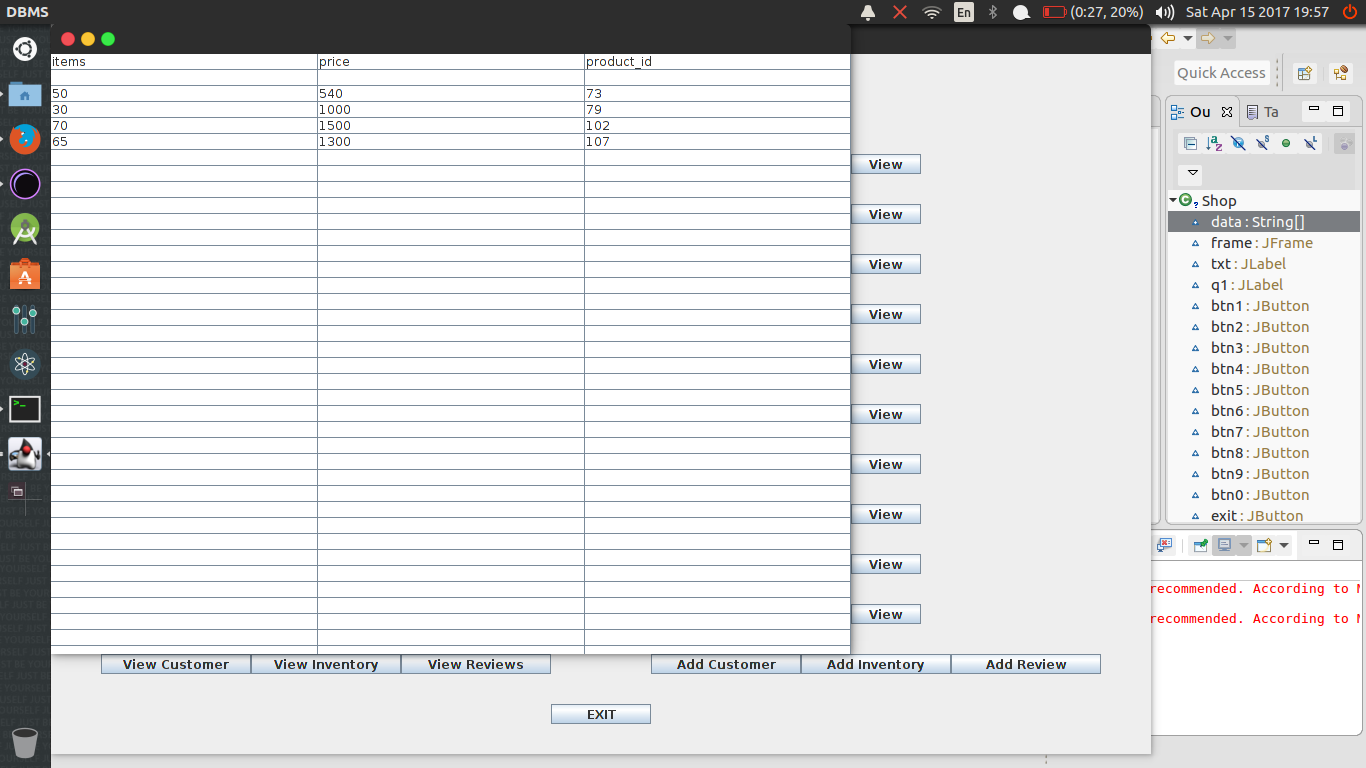 DBMS
En
(0:27, 20%)
Sat Apr 15 2017 19:57
Quick Access
items price product_id
50 540 73
30 1000 79
70 1500 102
65 1300 107
View
View
View
View
View
View
View
View
View
View
View Customer View Inventory View Reviews Add Customer Add Inventory Add Review
EXIT
Ou Ta
Shop
data : String[]
frame : JFrame
txt : JLabel
q1 : JLabel
btn1 : JButton
btn2 : JButton
btn3 : JButton
btn4 : JButton
btn5 : JButton
btn6 : JButton
btn7 : JButton
btn8 : JButton
btn9 : JButton
btn0 : JButton
exit : JButton
recommended. According to
recommended. According to